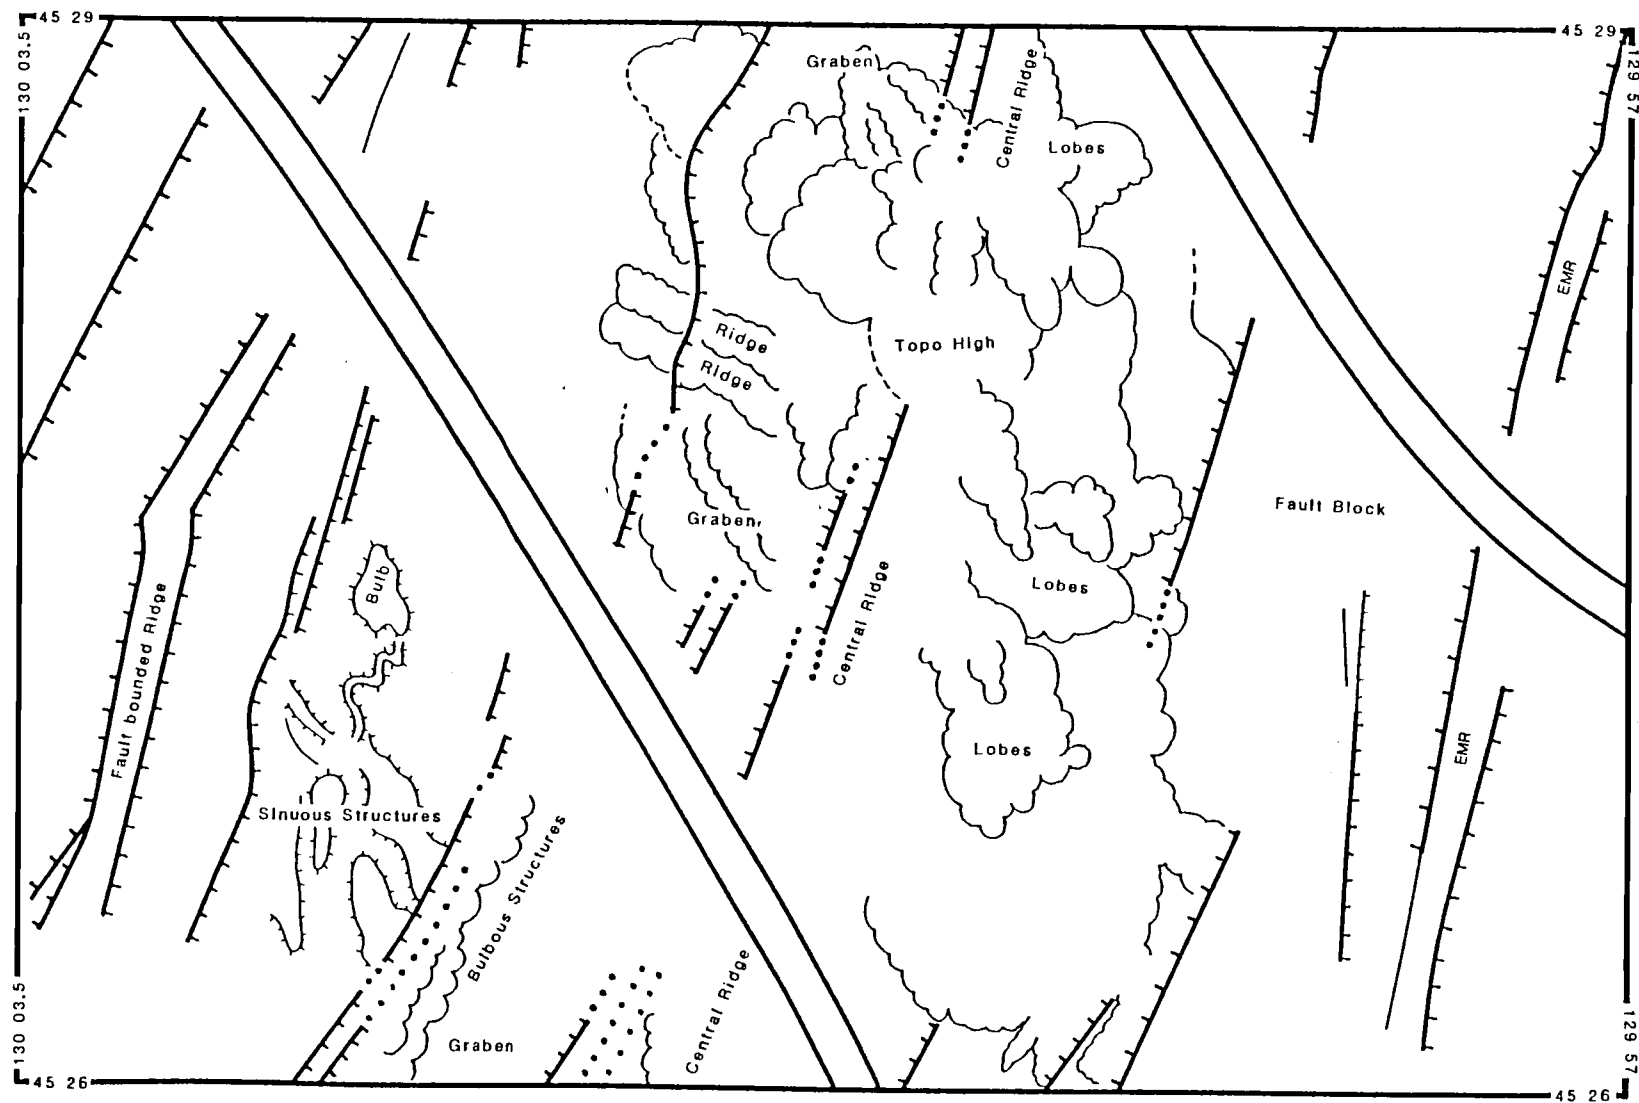 45 29
45 29
130 03.5
129 57
Graben
Central Ridge
Lobes
EMR
Ridge
Ridge
Topo High
Graben
Fault Block
Bulb
Central Ridge
Lobes
Fault bounded Ridge
Lobes
EMR
Sinuous Structures
Bulbous Structures
Central Ridge
Graben
130 03.5
129 57
45 26
45 26